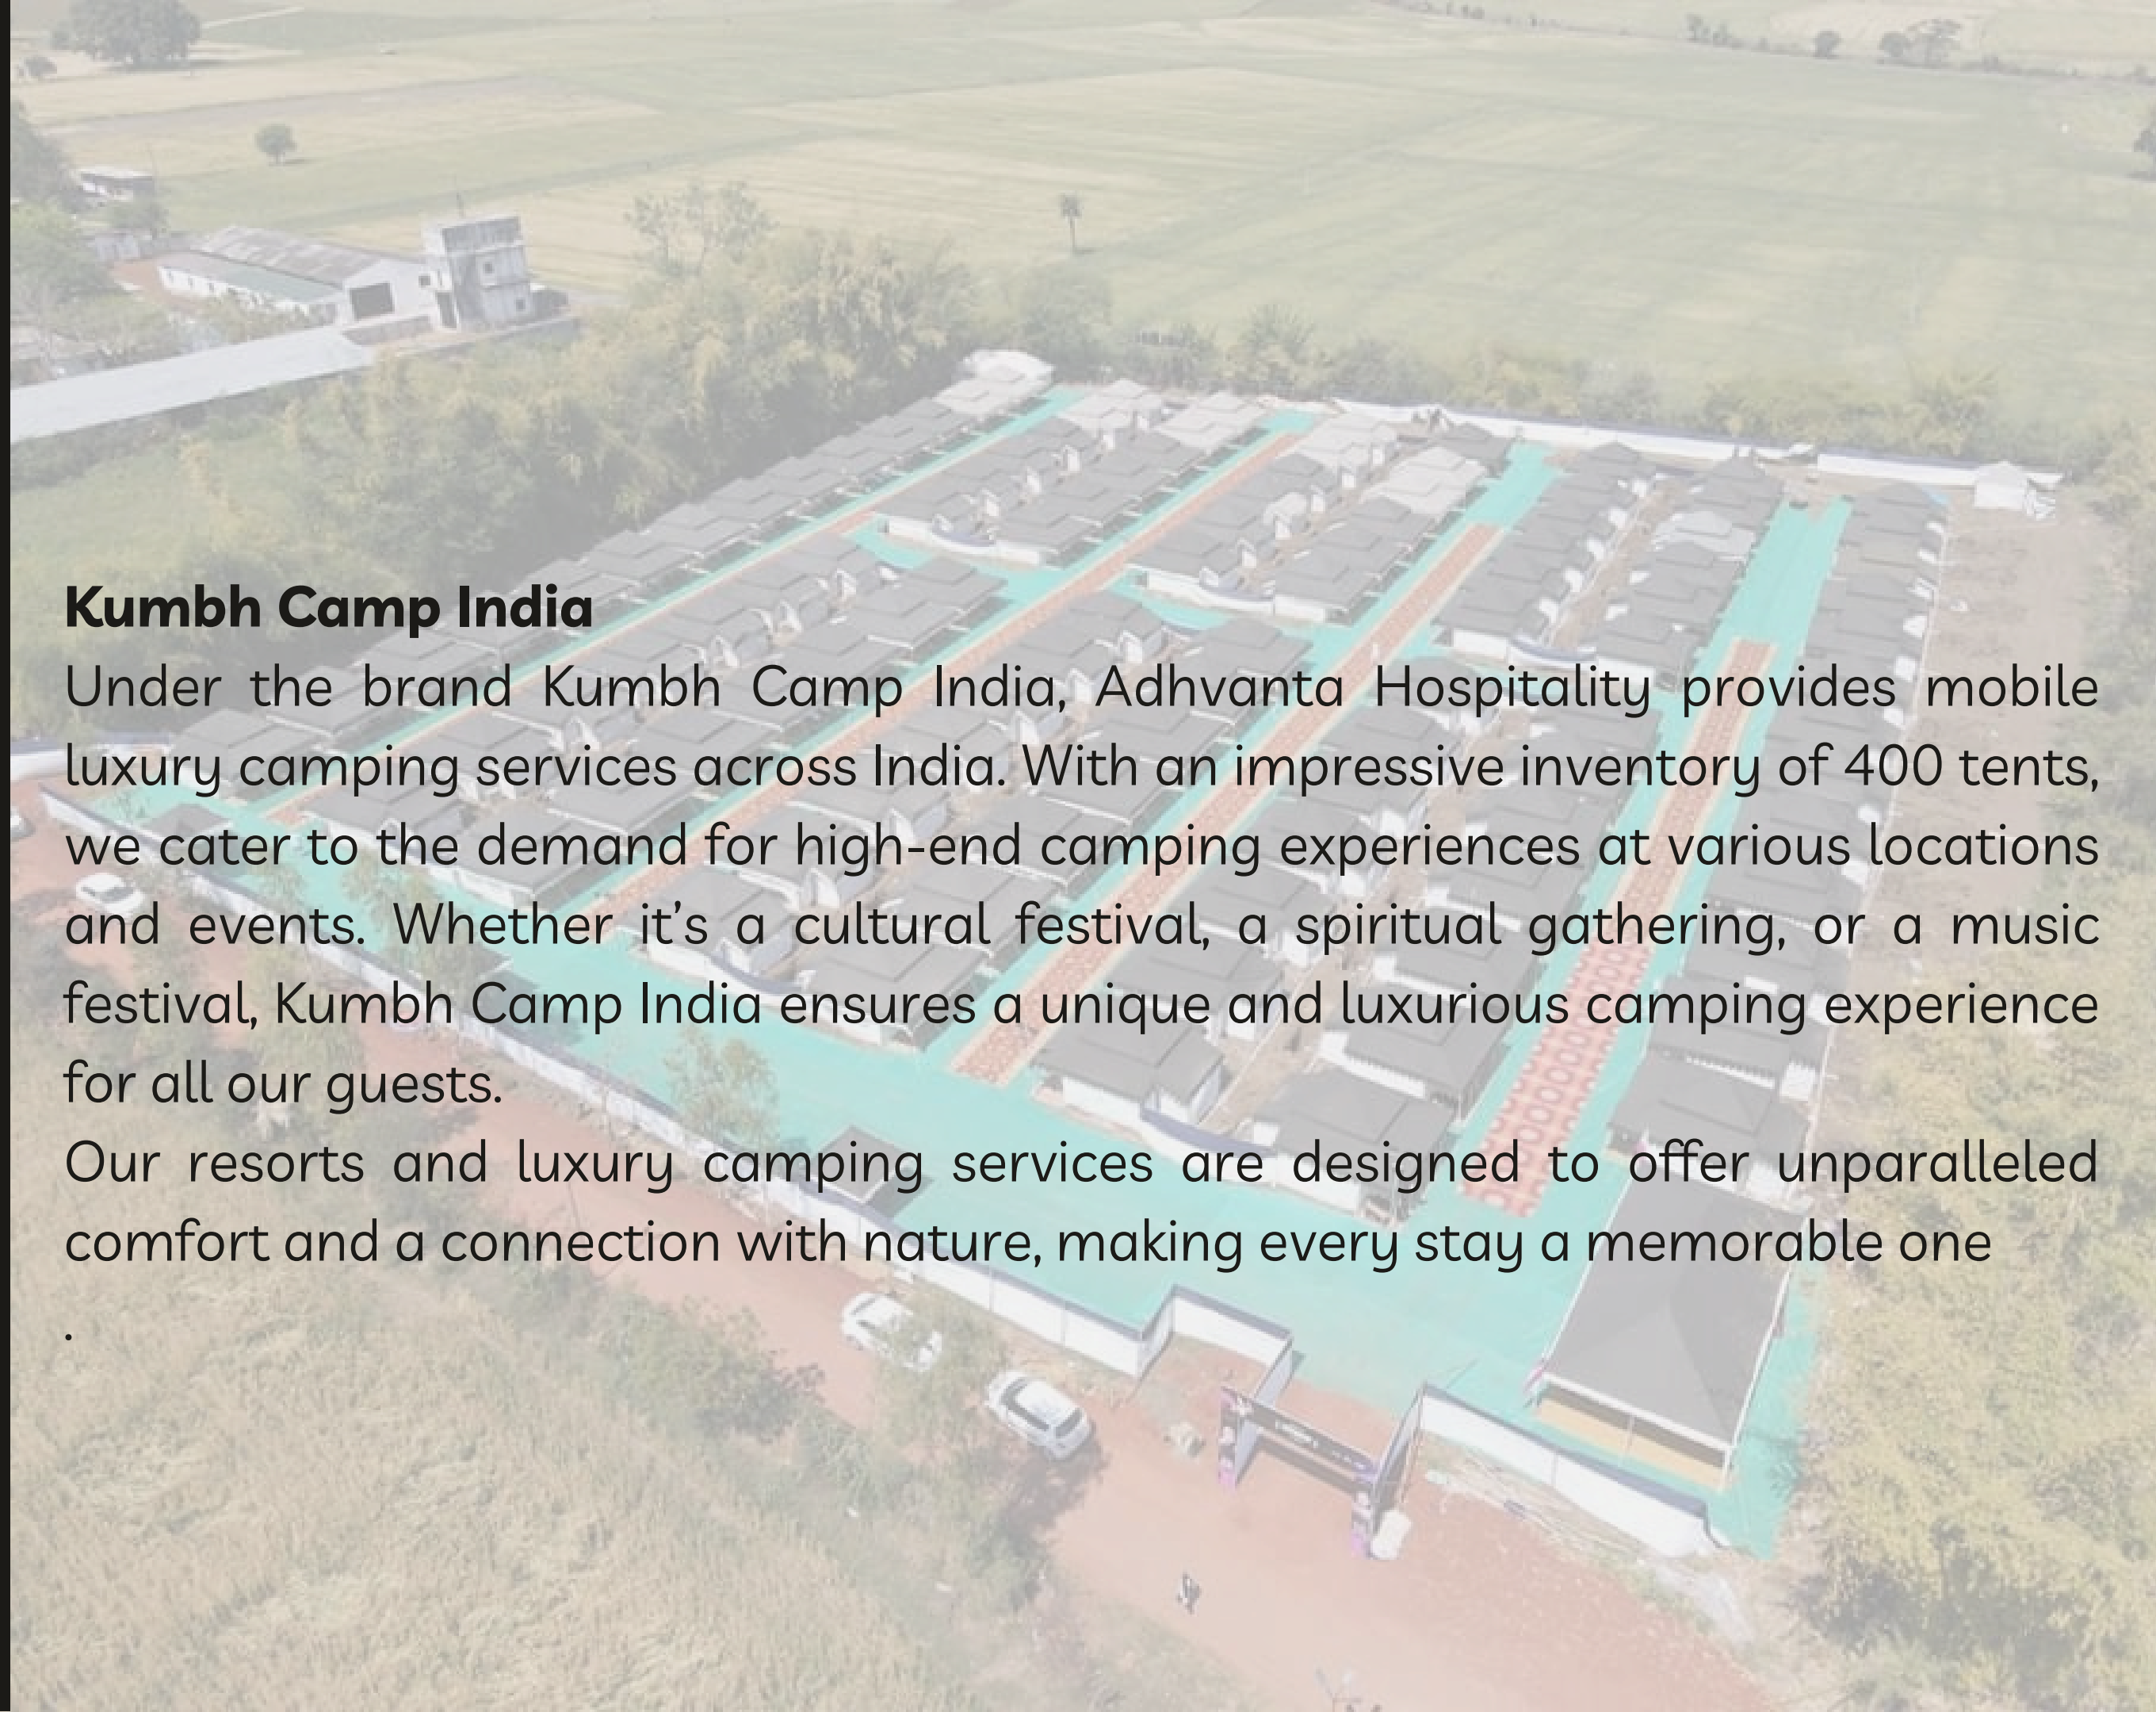 Kumbh Camp India
Under the brand Kumbh Camp India, Adhvanta Hospitality provides mobile
luxury camping services across India. With an impressive inventory of 400 tents,
we cater to the demand for high-end camping experiences at various locations
and events. Whether it’s a cultural festival, a spiritual gathering, or a music
festival, Kumbh Camp India ensures a unique and luxurious camping experience
for all our guests.
Our resorts and luxury camping services are designed to offer unparalleled
comfort and a connection with nature, making every stay a memorable one
.